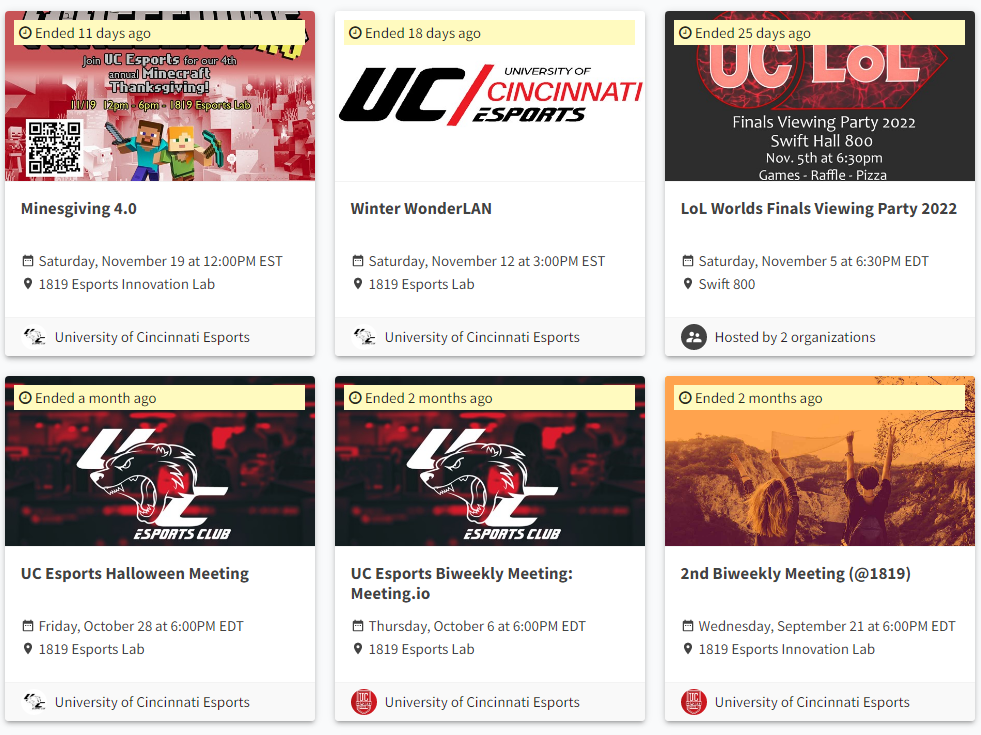 Ended 11 days ago
Join UC Esports for our 4th
annual Minecraft
Thanksgiving!
11/19 12pm - 6pm - 1819 Esports Lab
Minesgiving 4.0
Saturday, November 19 at 12:00PM EST
1819 Esports Innovation Lab
University of Cincinnati Esports
Ended 18 days ago
UC/UNIVERSITY OF
CINCINNATI
ESPORTS
Winter WonderLAN
Saturday, November 12 at 3:00PM EST
1819 Esports Lab
University of Cincinnati Esports
Ended 25 days ago
UC LoL
Finals Viewing Party 2022
Swift Hall 800
Nov. 5th at 6:30pm
Games - Raffle - Pizza
LoL Worlds Finals Viewing Party 2022
Saturday, November 5 at 6:30PM EDT
Swift 800
Hosted by 2 organizations
Ended a month ago
UC
ESPORTS CLUB
UC Esports Halloween Meeting
Friday, October 28 at 6:00PM EDT
1819 Esports Lab
University of Cincinnati Esports
Ended 2 months ago
UC
ESPORTS CLUB
UC Esports Biweekly Meeting:
Meeting.io
Thursday, October 6 at 6:00PM EDT
1819 Esports Lab
University of Cincinnati Esports
Ended 2 months ago
2nd Biweekly Meeting (@1819)
Wednesday, September 21 at 6:00PM EDT
1819 Esports Innovation Lab
University of Cincinnati Esports